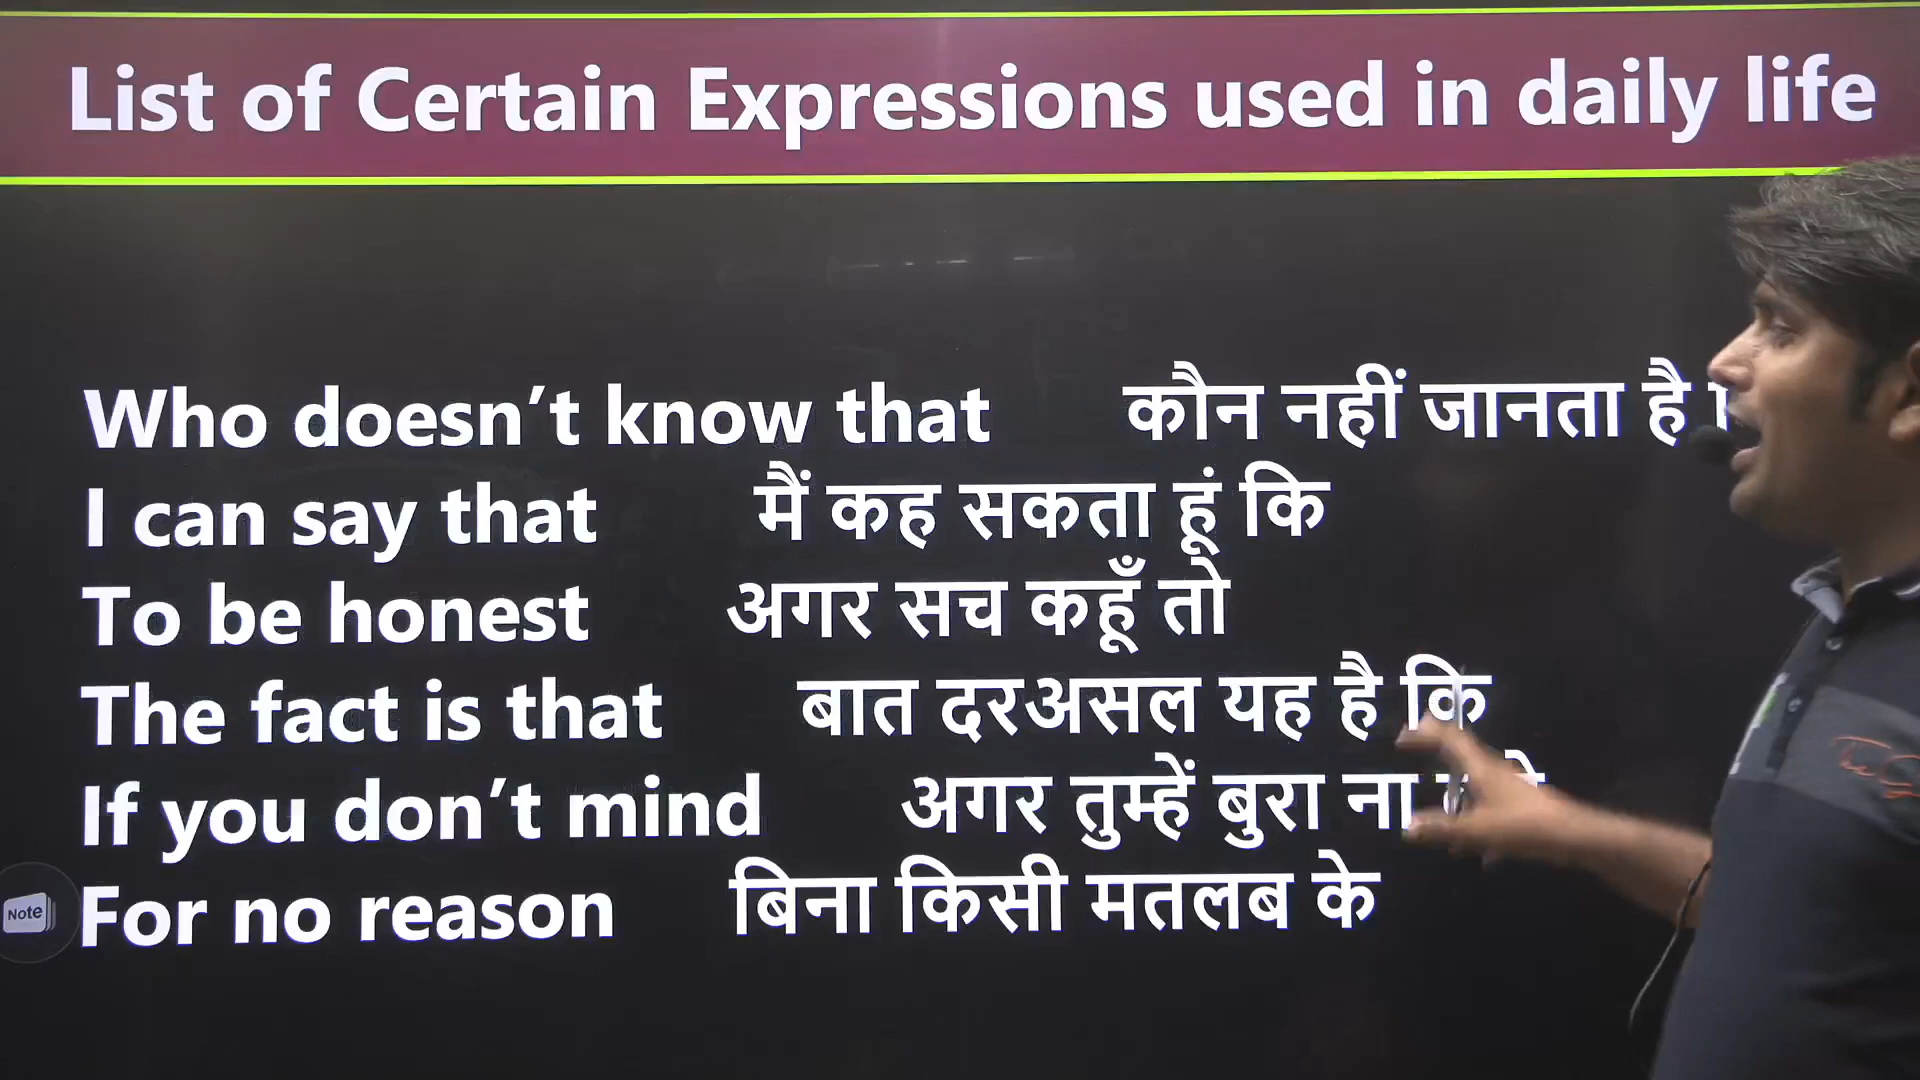 List of Certain Expressions used in daily life
Who doesn’t know that कौन नहीं जानता है
I can say that मैं कह सकता हूं कि
To be honest अगर सच कहूँ तो
The fact is that बात दरअसल यह है कि
If you don’t mind अगर तुम्हें बुरा ना
For no reason बिना किसी मतलब के
Note